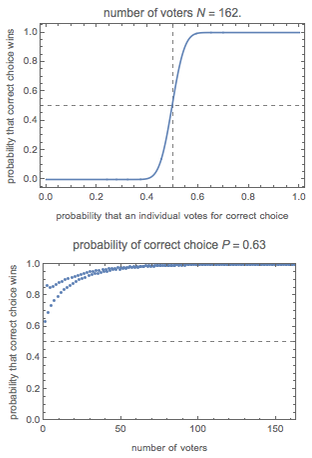 number of voters N = 162.
probability that correct choice wins
1.0
0.8
0.6
0.4
0.2
0.0
0.0 0.2 0.4 0.6 0.8 1.0
probability that an individual votes for correct choice
probability of correct choice P = 0.63
probability that correct choice wins
1.0
0.8
0.6
0.4
0.2
0.0
0 50 100 150
number of voters